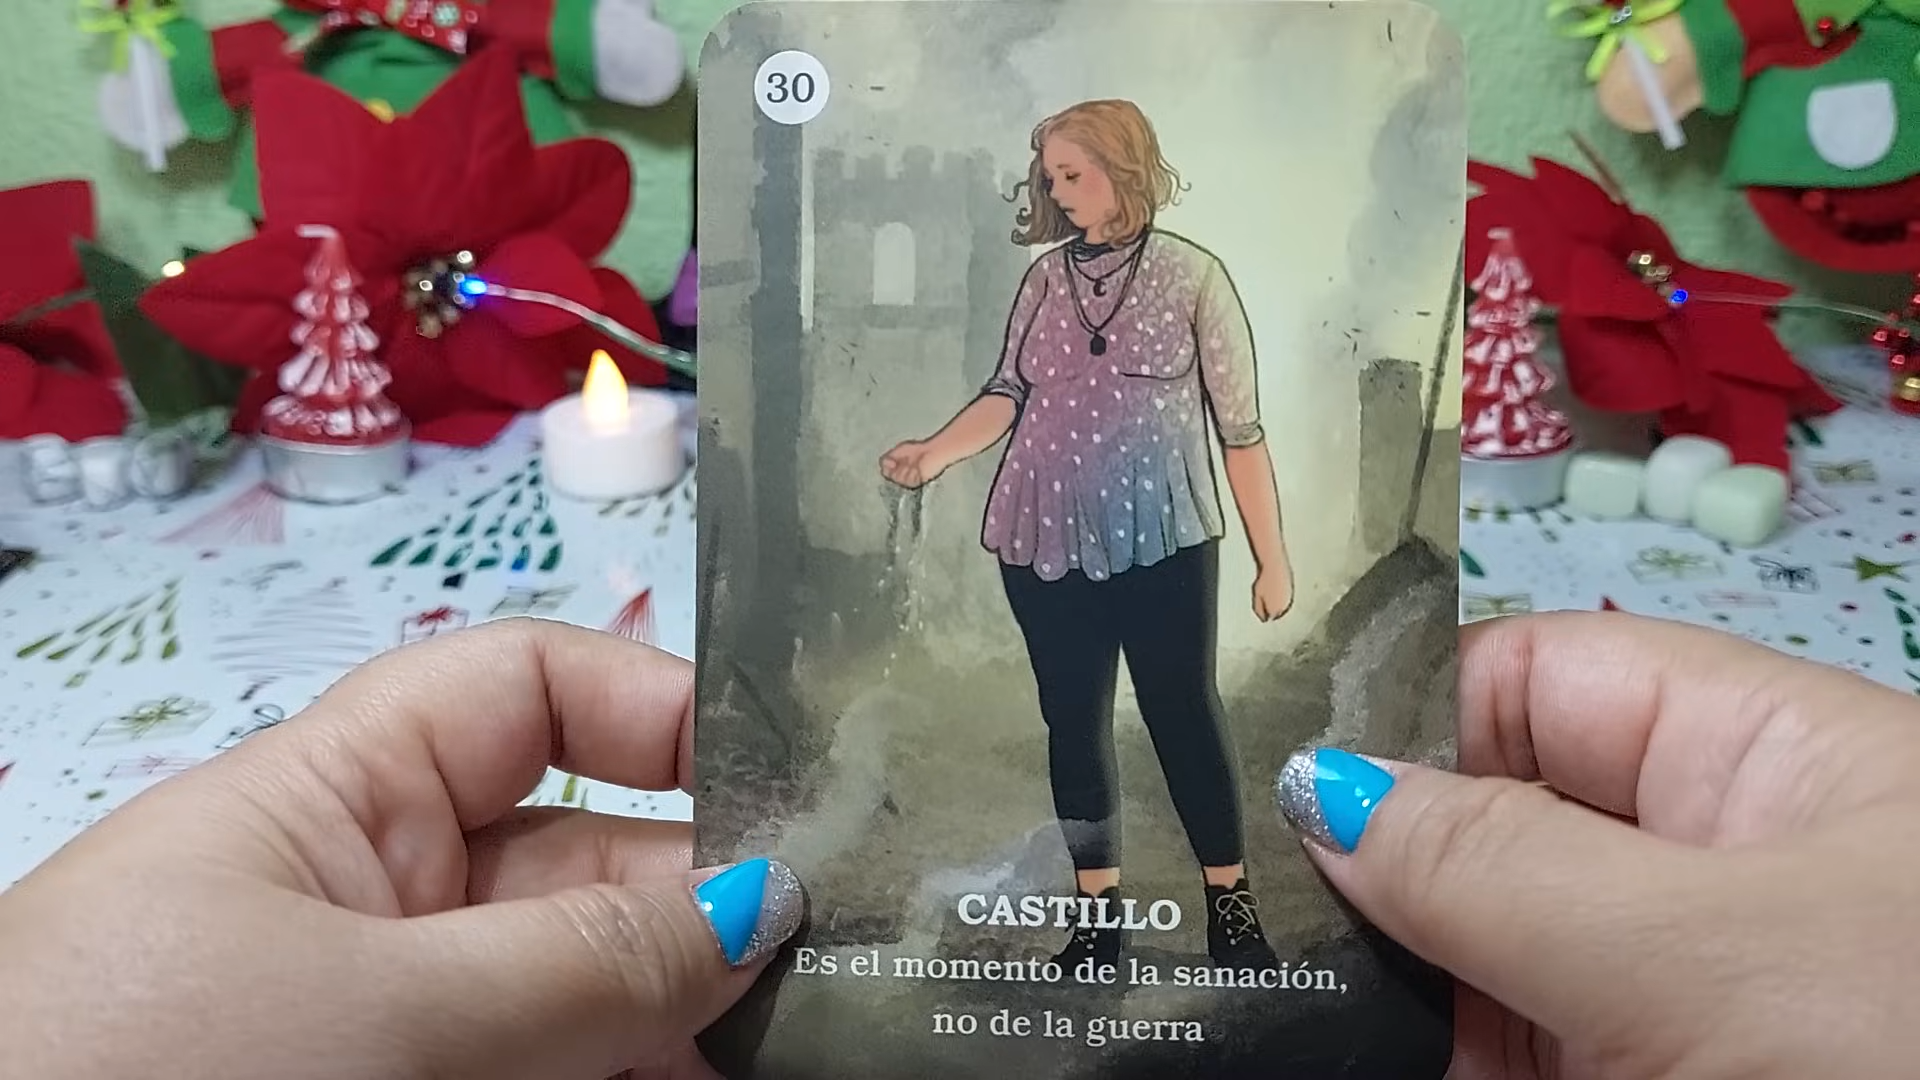 30
CASTILLO
Es el momento de la sanación,
no de la guerra